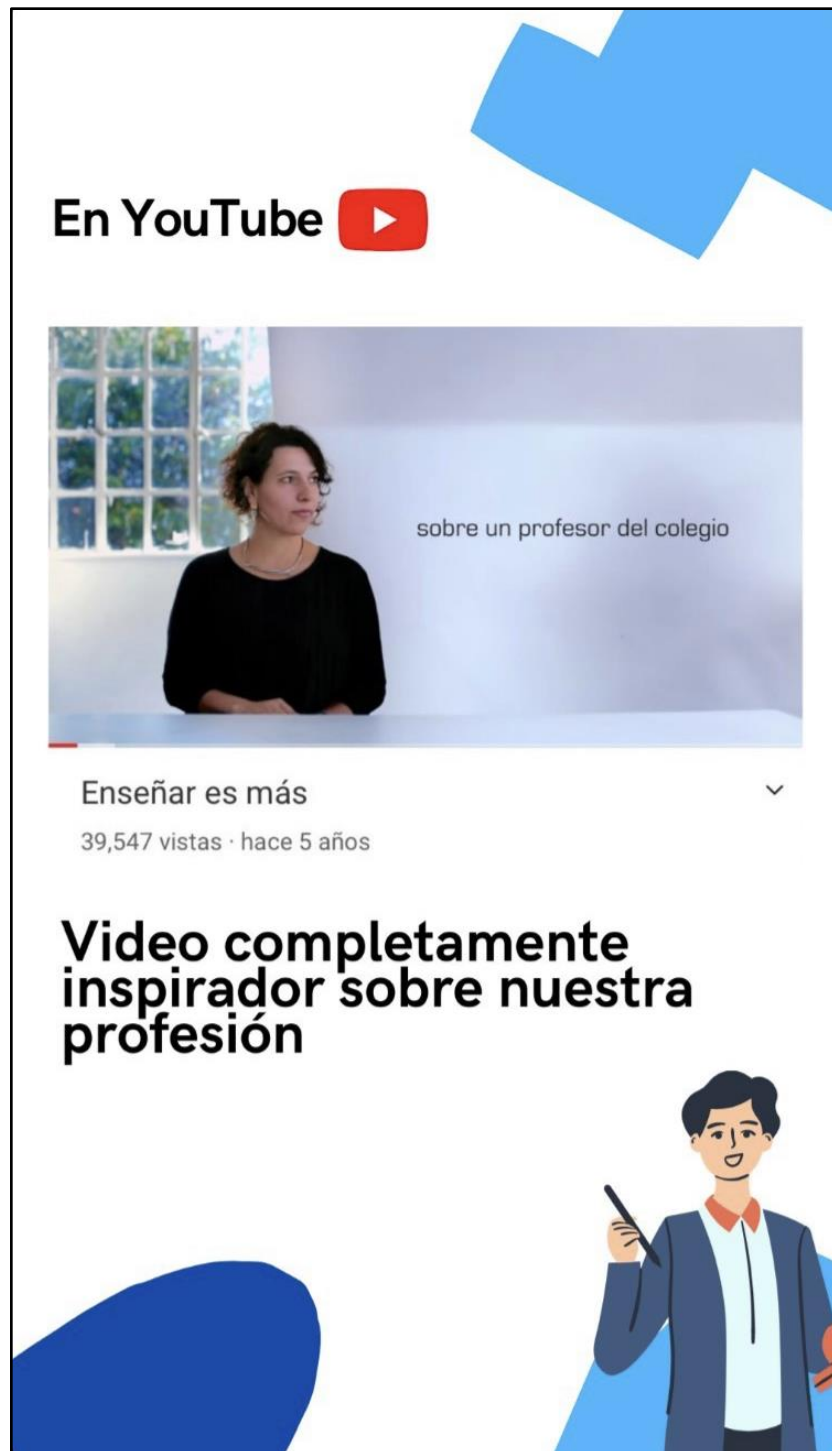 En YouTube
sobre un profesor del colegio
Enseñar es más
39,547 vistas · hace 5 años
Video completamente
inspirador sobre nuestra
profesión